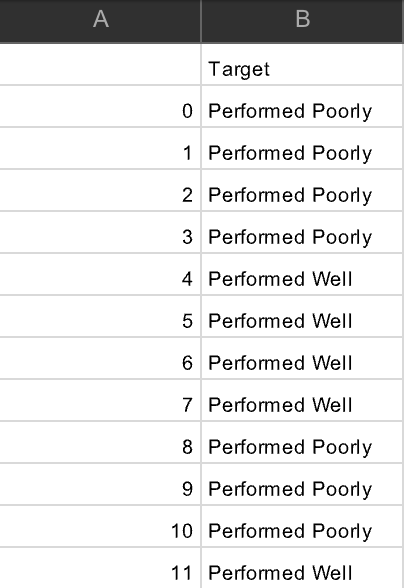 A B
Target
0 Performed Poorly
1 Performed Poorly
2 Performed Poorly
3 Performed Poorly
4 Performed Well
5 Performed Well
6 Performed Well
7 Performed Well
8 Performed Poorly
9 Performed Poorly
10 Performed Poorly
11 Performed Well